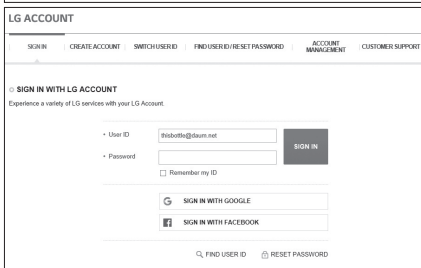 LG ACCOUNT
SIGN IN | CREATE ACCOUNT | SWITCH USER ID | FIND USER ID / RESET PASSWORD | ACCOUNT MANAGEMENT | CUSTOMER SUPPORT
SIGN IN WITH LG ACCOUNT
Experience a variety of LG services with your LG Account.
• User ID thisbottle@daum.net
SIGN IN
• Password
Remember my ID
G SIGN IN WITH GOOGLE
f SIGN IN WITH FACEBOOK
FIND USER ID RESET PASSWORD